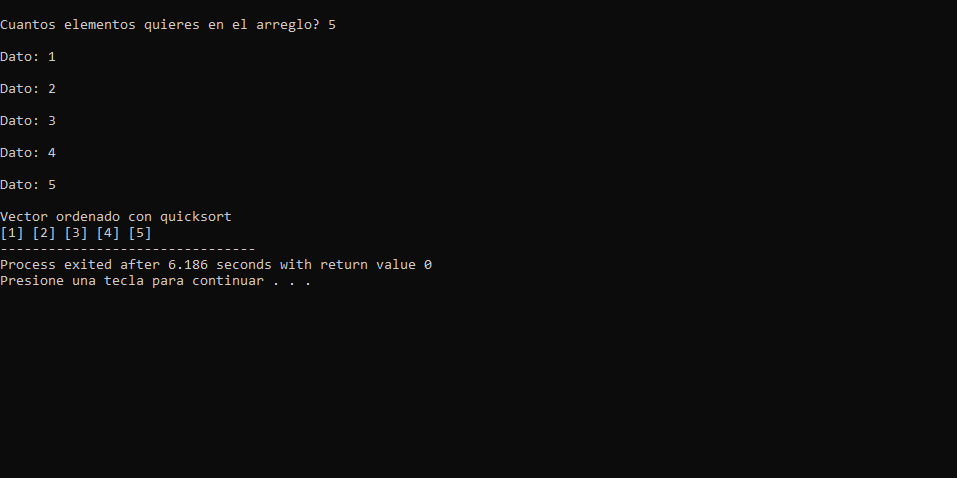 Cuantos elementos quieres en el arreglo? 5
Dato: 1
Dato: 2
Dato: 3
Dato: 4
Dato: 5
Vector ordenado con quicksort
[1] [2] [3] [4] [5]
--------------------------------
Process exited after 6.186 seconds with return value 0
Presione una tecla para continuar . . .